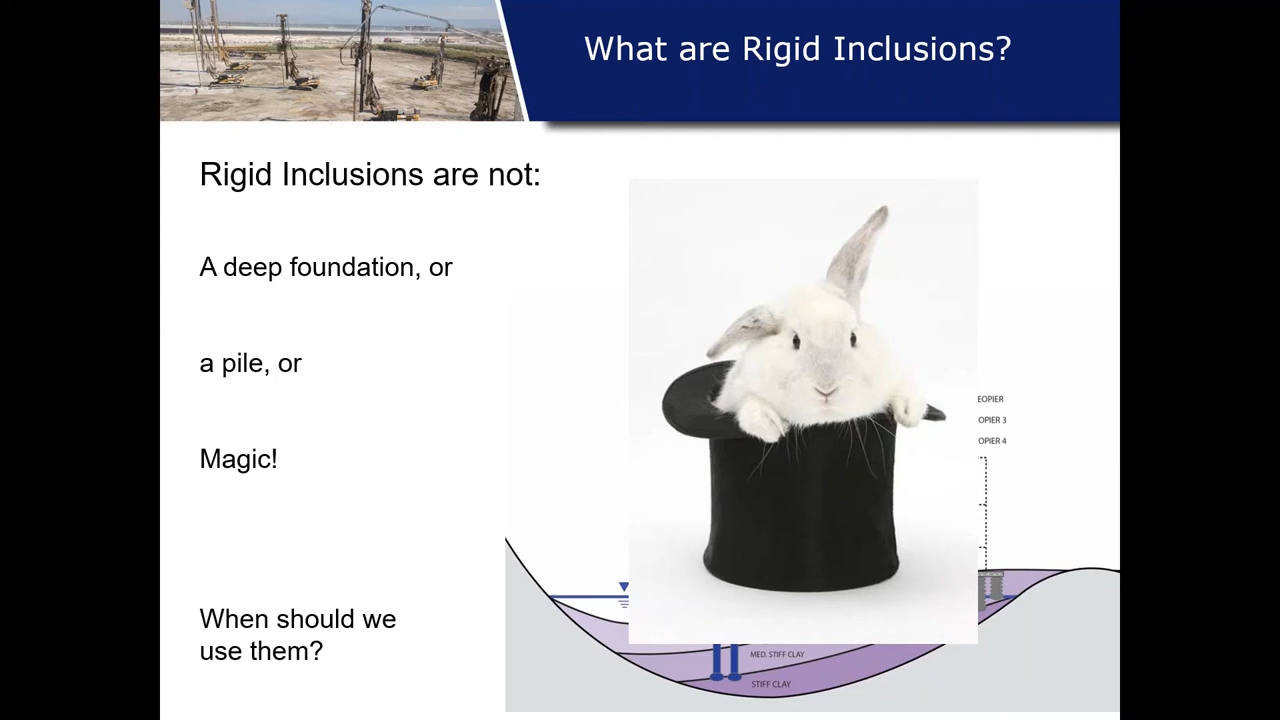 What are Rigid Inclusions?
Rigid Inclusions are not:
A deep foundation, or
a pile, or
Magic!
When should we
use them?
EOPIER
OPIER 3
OPIER 4
MED. STIFF CLAY
STIFF CLAY